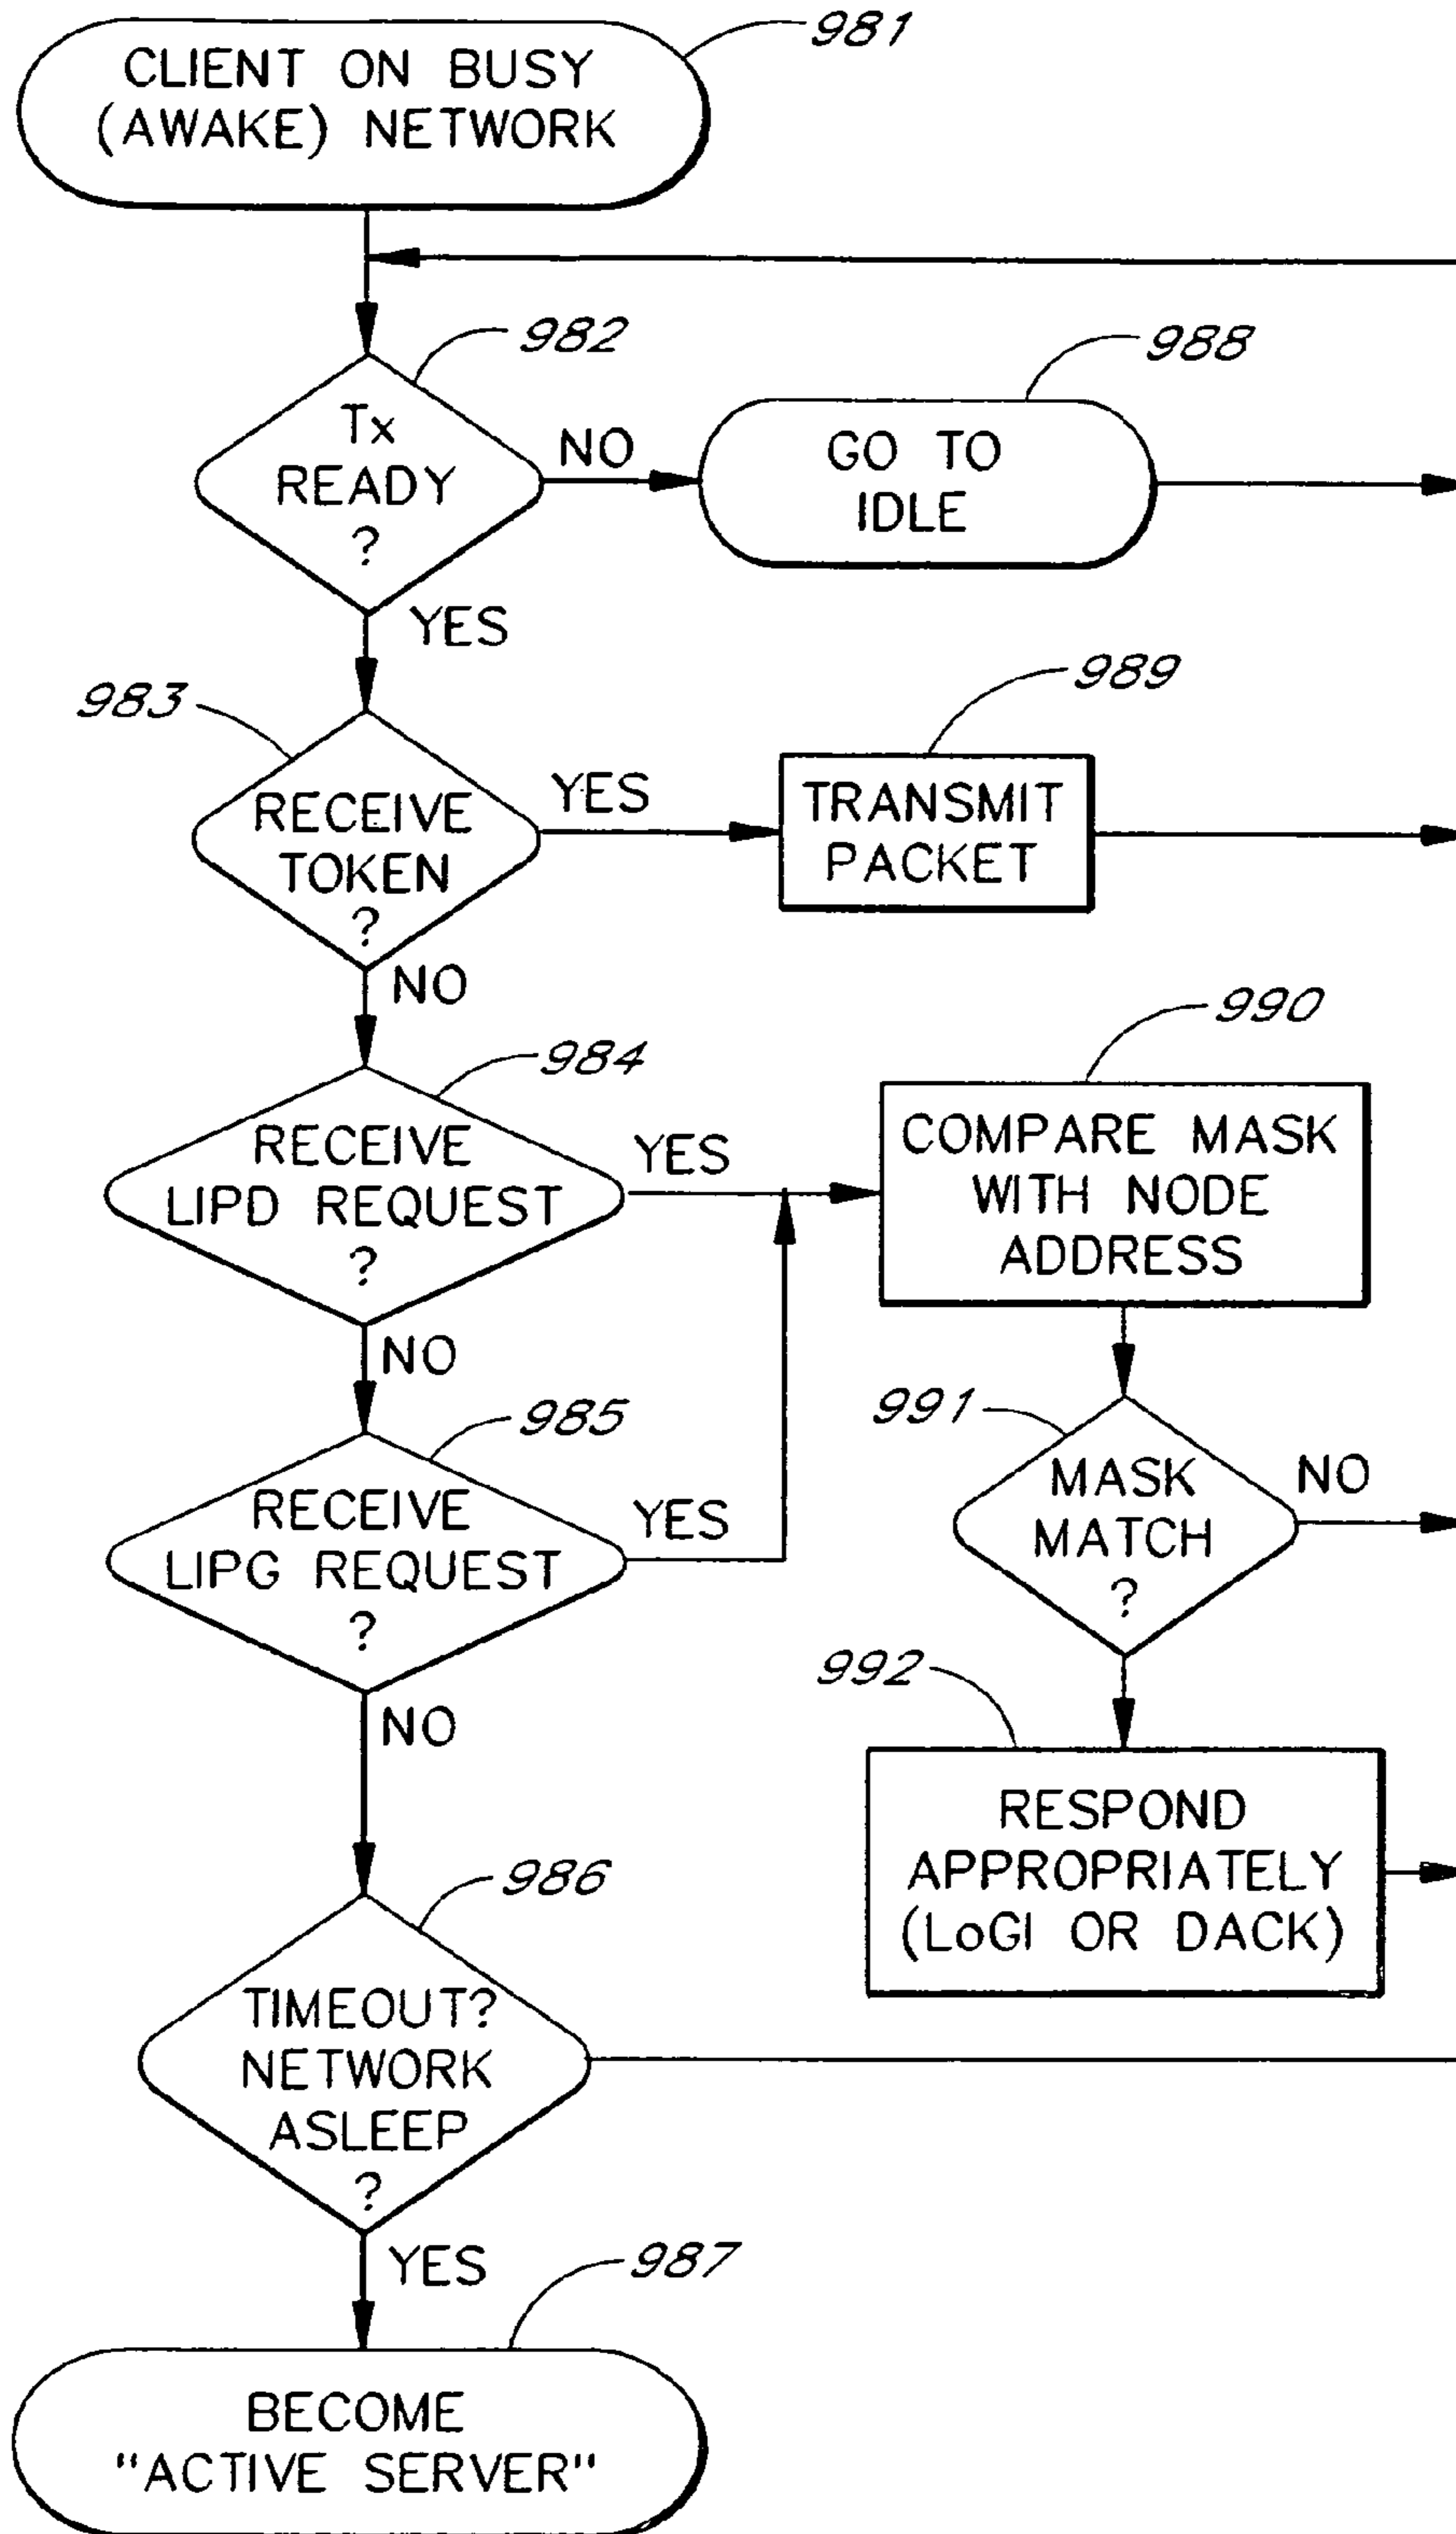 981
CLIENT ON BUSY
(AWAKE) NETWORK
982
Tx
READY
?
NO
YES
988
GO TO
IDLE
983
RECEIVE
TOKEN
?
YES
NO
989
TRANSMIT
PACKET
984
RECEIVE
LIPD REQUEST
?
YES
NO
990
COMPARE MASK
WITH NODE
ADDRESS
985
RECEIVE
LIPG REQUEST
?
YES
NO
991
MASK
MATCH
?
NO
992
RESPOND
APPROPRIATELY
(LoGI OR DACK)
986
TIMEOUT?
NETWORK
ASLEEP
?
YES
987
BECOME
"ACTIVE SERVER"